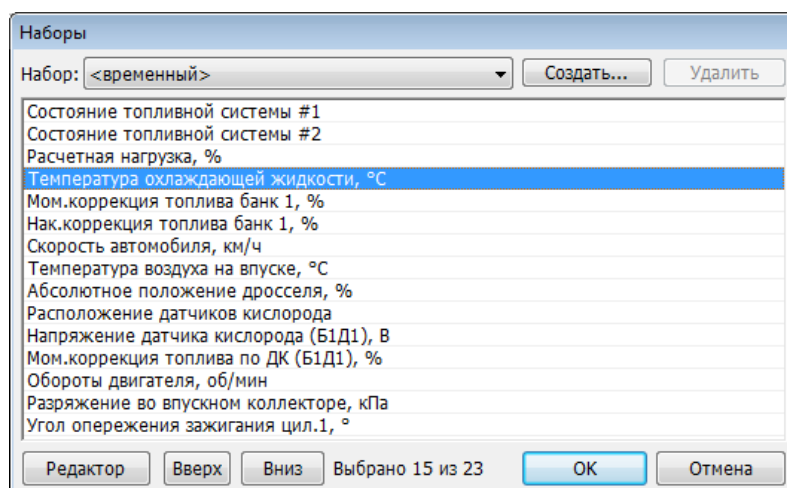 Наборы
Набор: <временный> Создать... Удалить
Состояние топливной системы #1
Состояние топливной системы #2
Расчетная нагрузка, %
Температура охлаждающей жидкости, °C
Мом.коррекция топлива банк 1, %
Нак.коррекция топлива банк 1, %
Скорость автомобиля, км/ч
Температура воздуха на впуске, °C
Абсолютное положение дросселя, %
Расположение датчиков кислорода
Напряжение датчика кислорода (Б1Д1), В
Мом.коррекция топлива по ДК (Б1Д1), %
Обороты двигателя, об/мин
Разряжение во впускном коллекторе, кПа
Угол опережения зажигания цил.1, °
Редактор Вверх Вниз Выбрано 15 из 23 OK Отмена